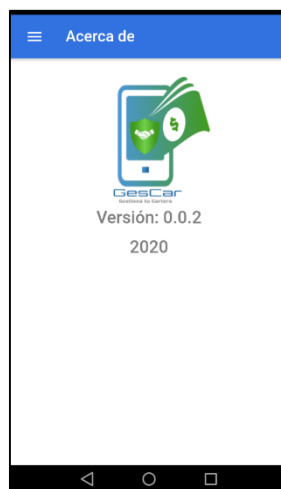 Acerca de
$
GesCar
Gestiona tu Cartera
Versión: 0.0.2
2020